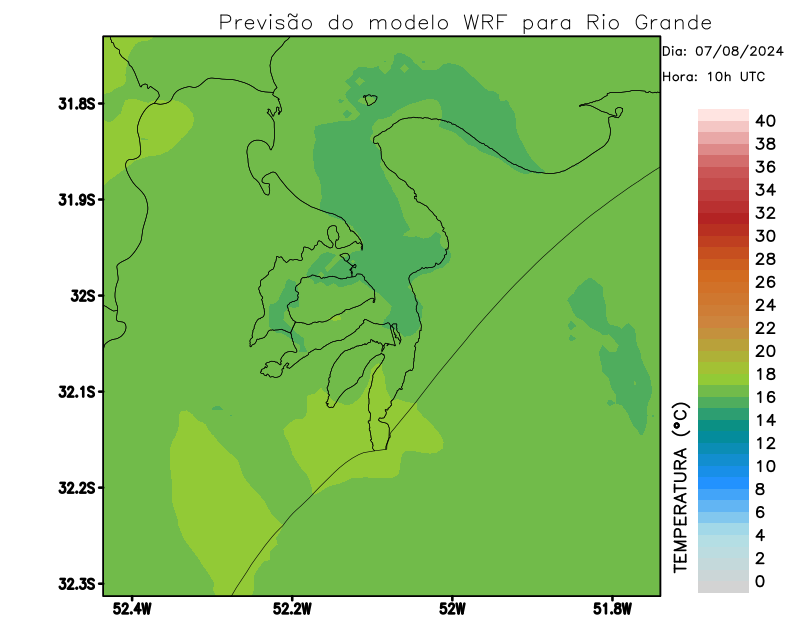 Previsão do modelo WRF para Rio Grande
Dia: 07/08/2024
Hora: 10h UTC
31.8S
31.9S
32S
32.1S
32.2S
32.3S
52.4W
52.2W
52W
51.8W
TEMPERATURA (°C)
40
38
36
34
32
30
28
26
24
22
20
18
16
14
12
10
8
6
4
2
0